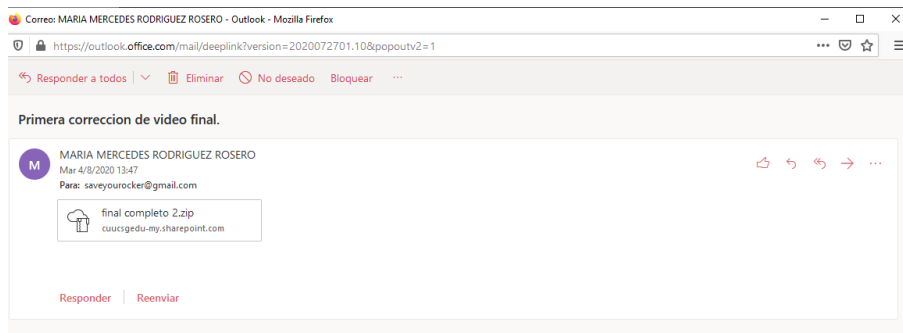 Correo: MARIA MERCEDES RODRIGUEZ ROSERO - Outlook - Mozilla Firefox
https://outlook.office.com/mail/deeplink?version=2020072701.10&popoutv2=1
Responder a todos Eliminar No deseado Bloquear ...
Primera correccion de video final.
M
MARIA MERCEDES RODRIGUEZ ROSERO
Mar 4/8/2020 13:47
Para: saveyourocker@gmail.com
final completo 2.zip
cuucsgedu-my.sharepoint.com
Responder Reenviar